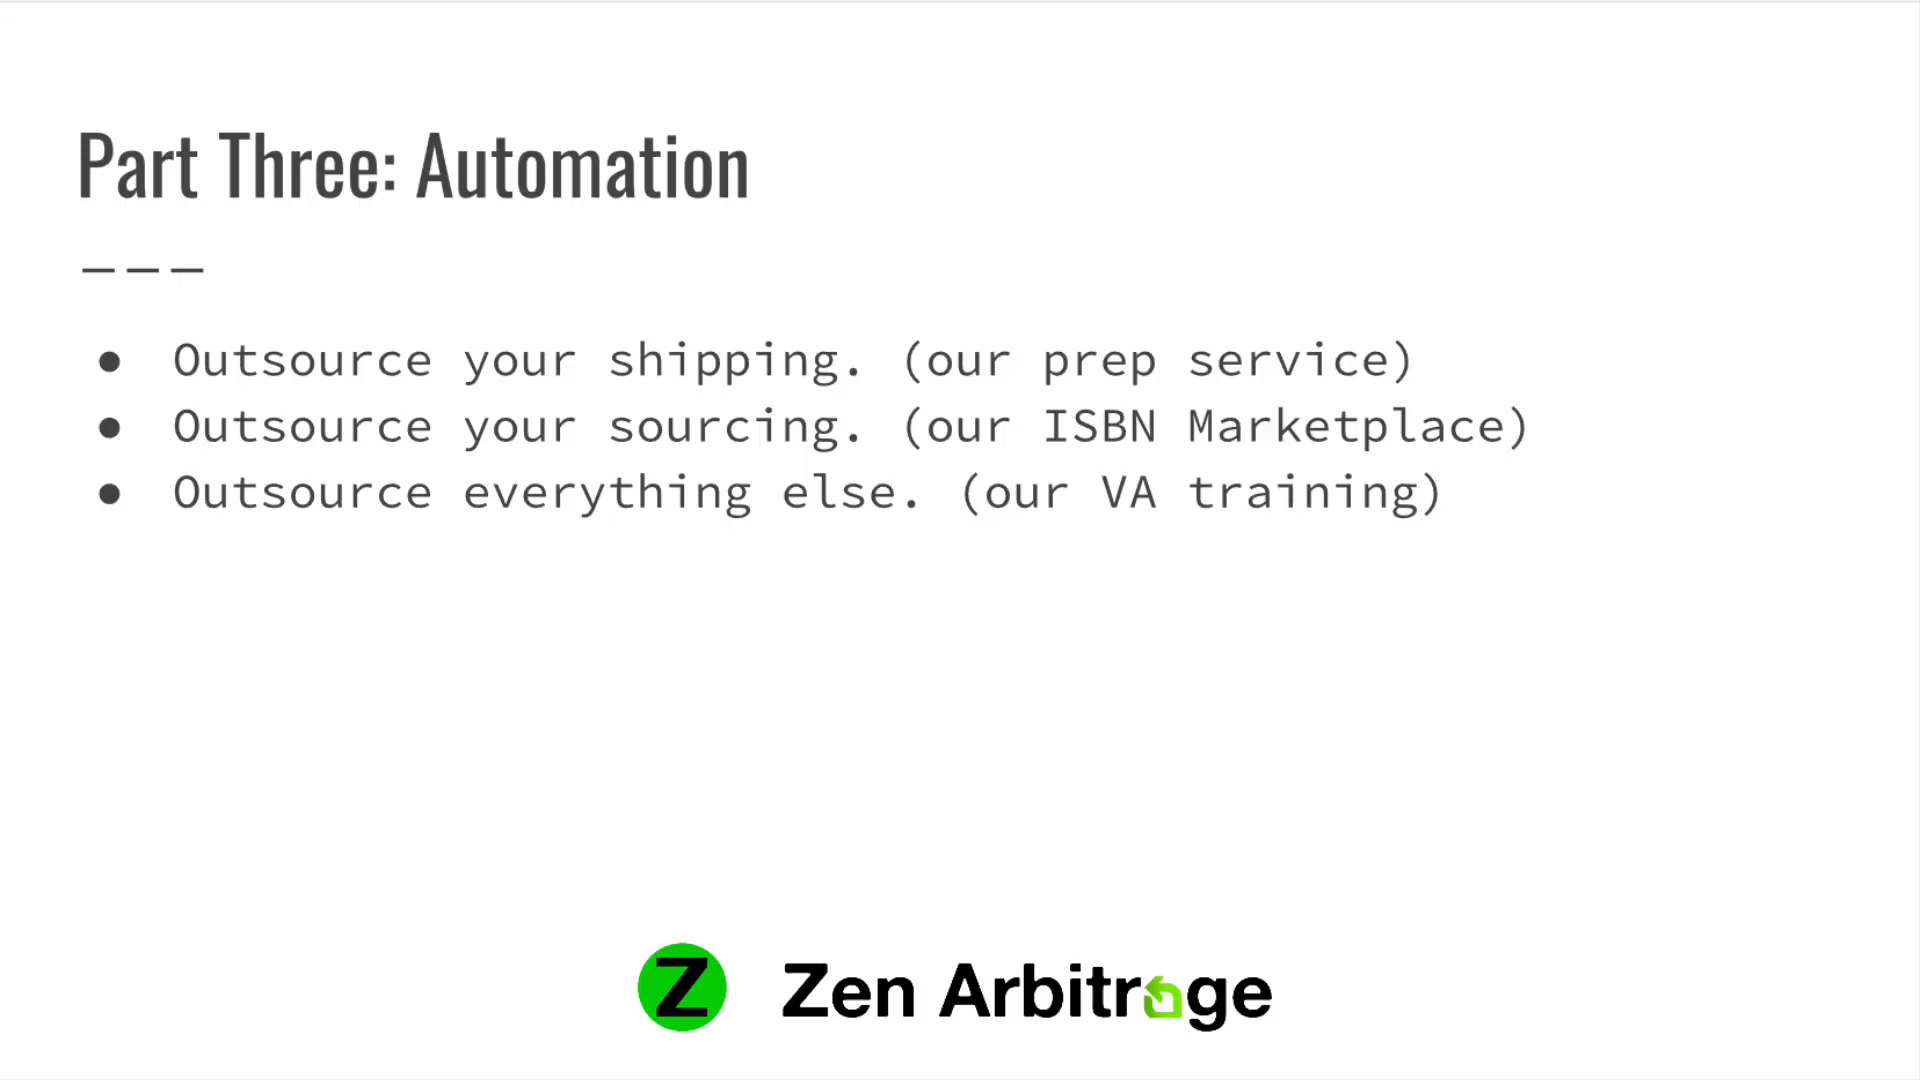 Part Three: Automation
———
● Outsource your shipping. (our prep service)
● Outsource your sourcing. (our ISBN Marketplace)
● Outsource everything else. (our VA training)
Z Zen Arbitrage